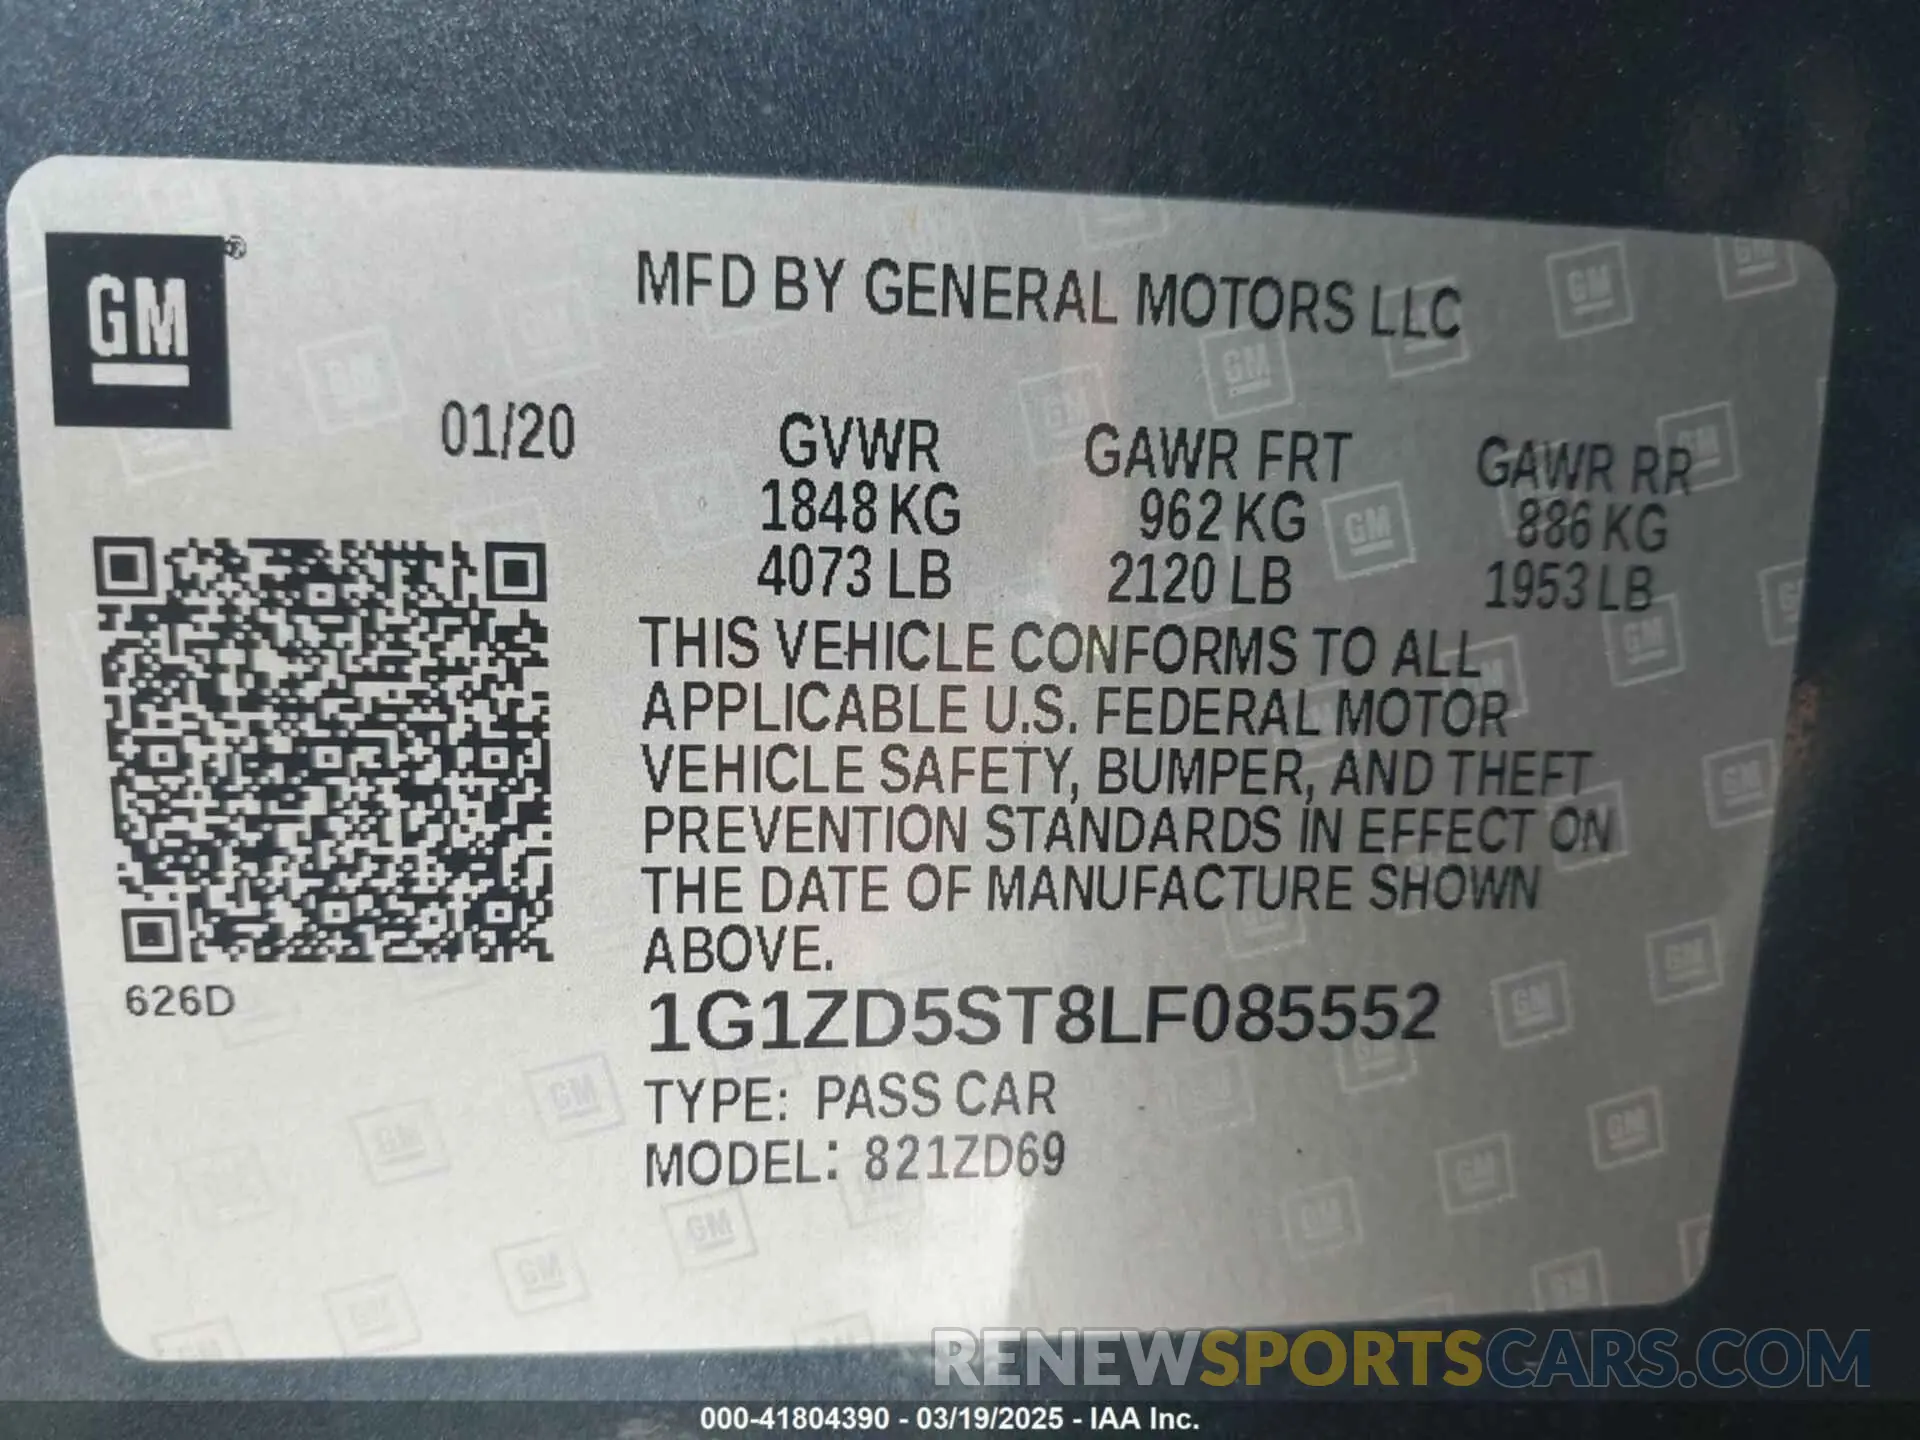 GM®
MFD BY GENERAL MOTORS LLC
01/20
GVWR GAWR FRT GAWR RR
1848 KG 962 KG 886 KG
4073 LB 2120 LB 1953 LB
THIS VEHICLE CONFORMS TO ALL
APPLICABLE U.S. FEDERAL MOTOR
VEHICLE SAFETY, BUMPER, AND THEFT
PREVENTION STANDARDS IN EFFECT ON
THE DATE OF MANUFACTURE SHOWN
ABOVE.
626D
1G1ZD5ST8LF085552
TYPE: PASS CAR
MODEL: 821ZD69
RENEWSPORTSCARS.COM
000-41804390 - 03/19/2025 - IAA Inc.